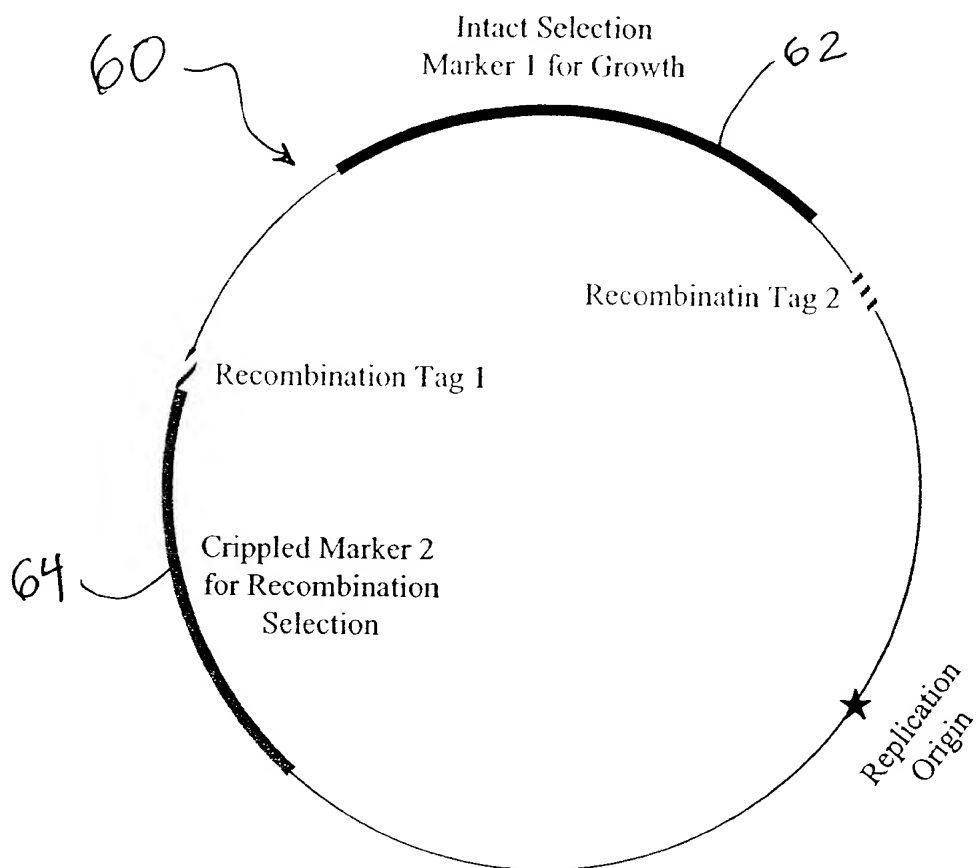 Intact Selection
Marker 1 for Growth
60
62
Recombinatin Tag 2
Recombination Tag 1
Crippled Marker 2
for Recombination
Selection
64
Replication
Origin